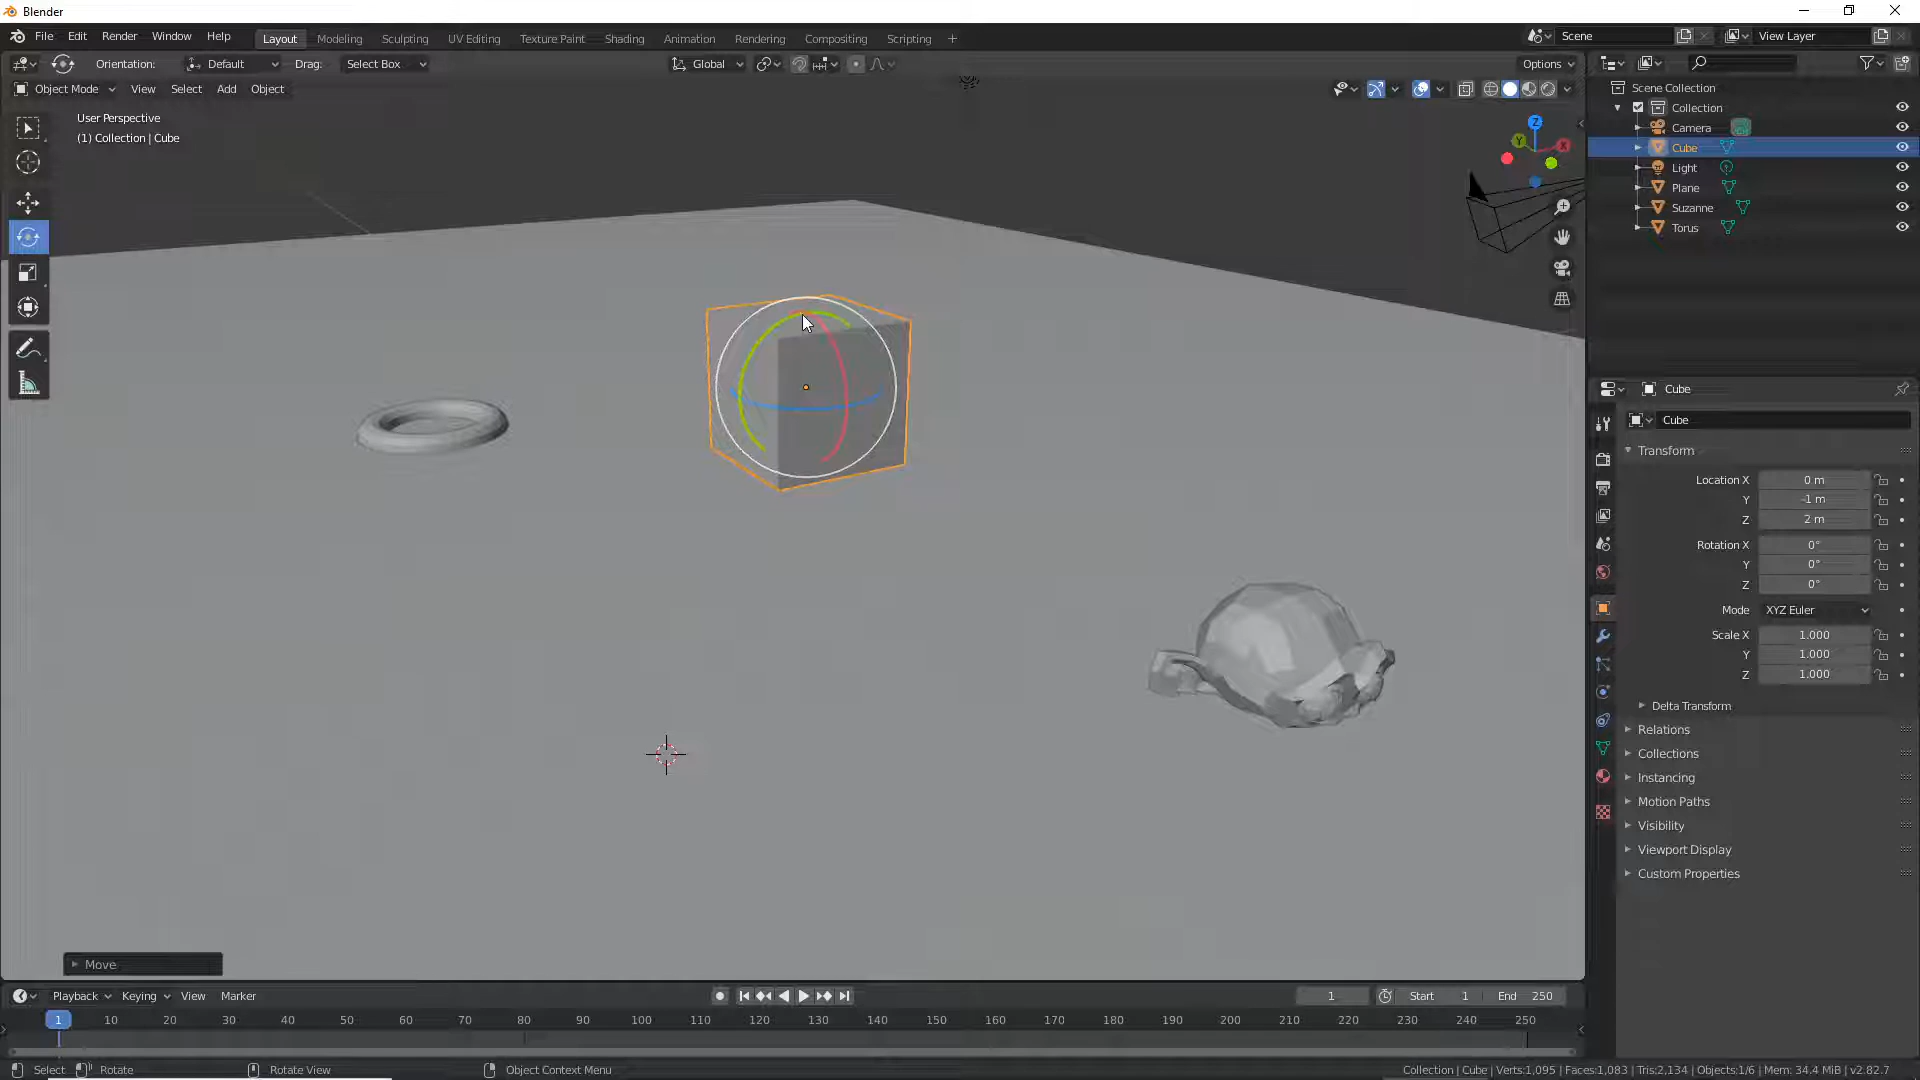 Blender
File Edit Render Window Help Layout Modeling Sculpting UV Editing Texture Paint Shading Animation Rendering Compositing Scripting + Scene View Layer
Orientation: Default Drag: Select Box Global Options
Object Mode View Select Add Object
User Perspective
(1) Collection | Cube
Z
Y
X
Scene Collection
Collection
Camera
Cube
Light
Plane
Suzanne
Torus
Cube
Cube
Transform
Location X 0 m
Y -1 m
Z 2 m
Rotation X 0°
Y 0°
Z 0°
Mode XYZ Euler
Scale X 1.000
Y 1.000
Z 1.000
Delta Transform
Relations
Collections
Instancing
Motion Paths
Visibility
Viewport Display
Custom Properties
Move
Playback Keying View Marker 1 Start 1 End 250
1 10 20 30 40 50 60 70 80 90 100 110 120 130 140 150 160 170 180 190 200 210 220 230 240 250
Select Rotate Rotate View Object Context Menu Collection | Cube | Verts:1,095 | Faces:1,083 | Tris:2,134 | Objects:1/6 | Mem: 34.4 MiB | v2.82.7